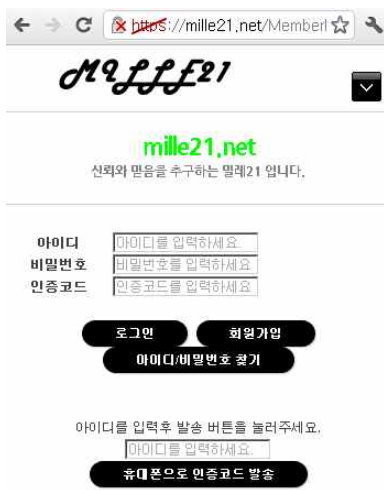 https://mille21.net/Memberl
MILLE21
mille21.net
신뢰와 믿음을 추구하는 밀레21 입니다.
아이디 아이디를 입력하세요.
비밀번호 비밀번호를 입력하세요
인증코드 인증코드를 입력하세요
로그인 회원가입
아이디/비밀번호 찾기
아이디를 입력후 발송 버튼을 눌러주세요.
아이디를 입력하세요.
휴대폰으로 인증코드 발송